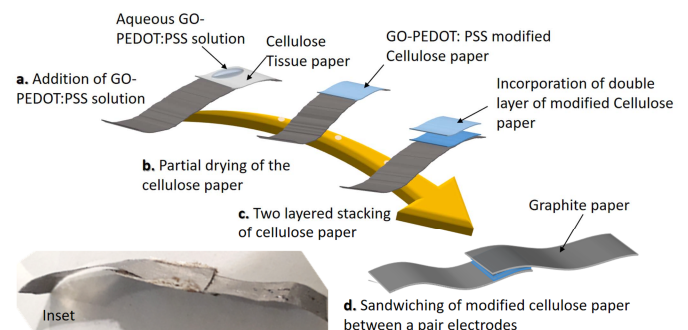 Aqueous GO-
PEDOT:PSS solution
Cellulose
Tissue paper
a. Addition of GO-
PEDOT:PSS solution
GO-PEDOT: PSS modified
Cellulose paper
Incorporation of double
layer of modified Cellulose
paper
b. Partial drying of the
cellulose paper
c. Two layered stacking
of cellulose paper
Graphite paper
Inset
d. Sandwiching of modified cellulose paper
between a pair electrodes